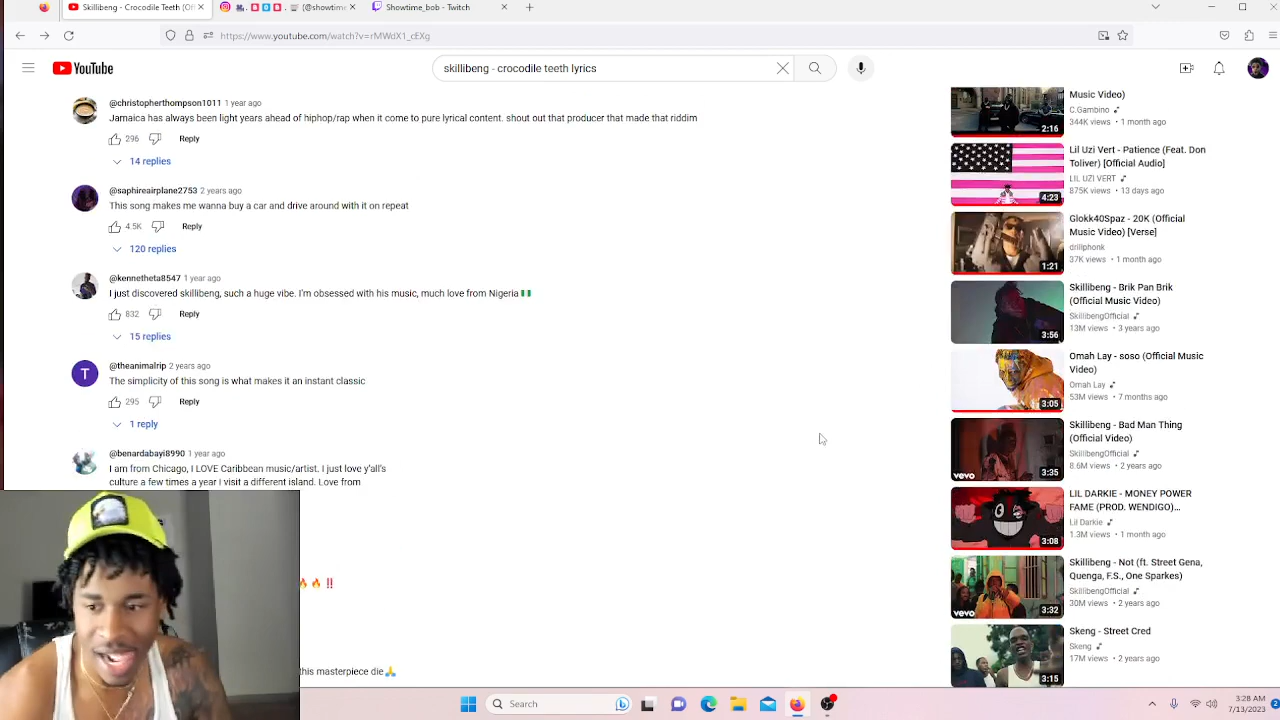 Skillibeng - Crocodile Teeth (Of
(@showtime
Showtime_bob - Twitch
https://www.youtube.com/watch?v=rMWdX1_cEXg
YouTube
skillibeng - crocodile teeth lyrics
@christopherthompson1011 1 year ago
Jamaica has always been light years ahead of hiphop/rap when it come to pure lyrical content. shout out that producer that made that riddim
296 Reply
14 replies
@saphireairplane2753 2 years ago
This song makes me wanna buy a car and drive around with it on repeat
4.5K Reply
120 replies
@kennetheta8547 1 year ago
I just discovered skillibeng, such a huge vibe. I'm obsessed with his music, much love from Nigeria 🇳🇬
832 Reply
15 replies
T
@theanimalrip 2 years ago
The simplicity of this song is what makes it an instant classic
295 Reply
1 reply
@benardabayi8990 1 year ago
I am from Chicago, I LOVE Caribbean music/artist. I just love y'all's
culture a few times a year I visit a different island. Love from
🔥 🔥 ‼️
this masterpiece die🙏
Music Video)
C.Gambino
344K views • 1 month ago
2:16
Lil Uzi Vert - Patience (Feat. Don
Toliver) [Official Audio]
LIL UZI VERT
875K views • 13 days ago
4:23
Glokk40Spaz - 20K (Official
Music Video) [Verse]
drillphonk
37K views • 1 month ago
1:21
Skillibeng - Brik Pan Brik
(Official Music Video)
SkillibengOfficial
13M views • 3 years ago
3:56
Omah Lay - soso (Official Music
Video)
Omah Lay
53M views • 7 months ago
3:05
Skillibeng - Bad Man Thing
(Official Video)
SkillibengOfficial
8.6M views • 2 years ago
vevo
3:35
LIL DARKIE - MONEY POWER
FAME (PROD. WENDIGO)...
Lil Darkie
1.3M views • 1 month ago
3:08
Skillibeng - Not (ft. Street Gena,
Quenga, F.S., One Sparkes)
SkillibengOfficial
30M views • 2 years ago
vevo
3:32
Skeng - Street Cred
Skeng
17M views • 2 years ago
3:15
Search
3:28 AM
7/13/2023
2